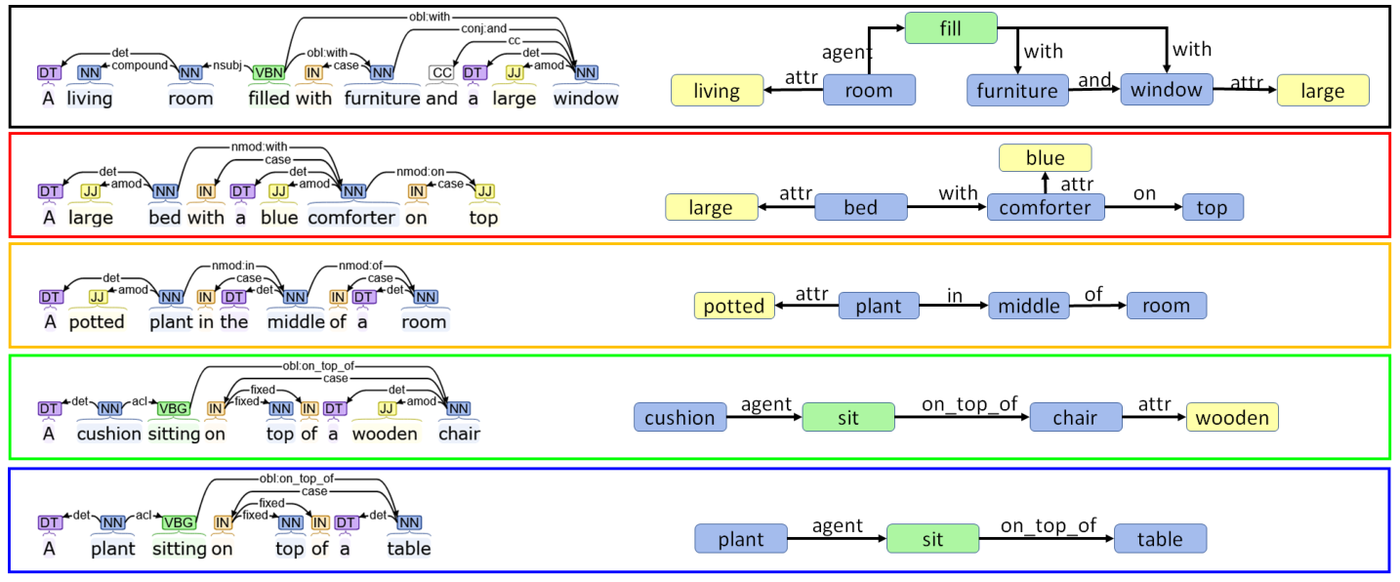 obl:with
conj:and
cc
det obl:with det
compound nsubj case amod
DT NN NN VBN IN NN CC DT JJ NN
A living room filled with furniture and a large window
fill
agent with with
living attr room furniture and window attr large
nmod:with
case
det det nmod:on
amod amod case
DT JJ NN IN DT JJ NN IN JJ
A large bed with a blue comforter on top
blue
attr
large attr bed with comforter on top
nmod:in nmod:of
det case case
amod det det
DT JJ NN IN DT NN IN DT NN
A potted plant in the middle of a room
potted attr plant in middle of room
obl:on_top_of
case
fixed det
det acl fixed amod
DT NN VBG IN NN IN DT JJ NN
A cushion sitting on top of a wooden chair
cushion agent sit on_top_of chair attr wooden
obl:on_top_of
case
fixed
det acl fixed det
DT NN VBG IN NN IN DT NN
A plant sitting on top of a table
plant agent sit on_top_of table